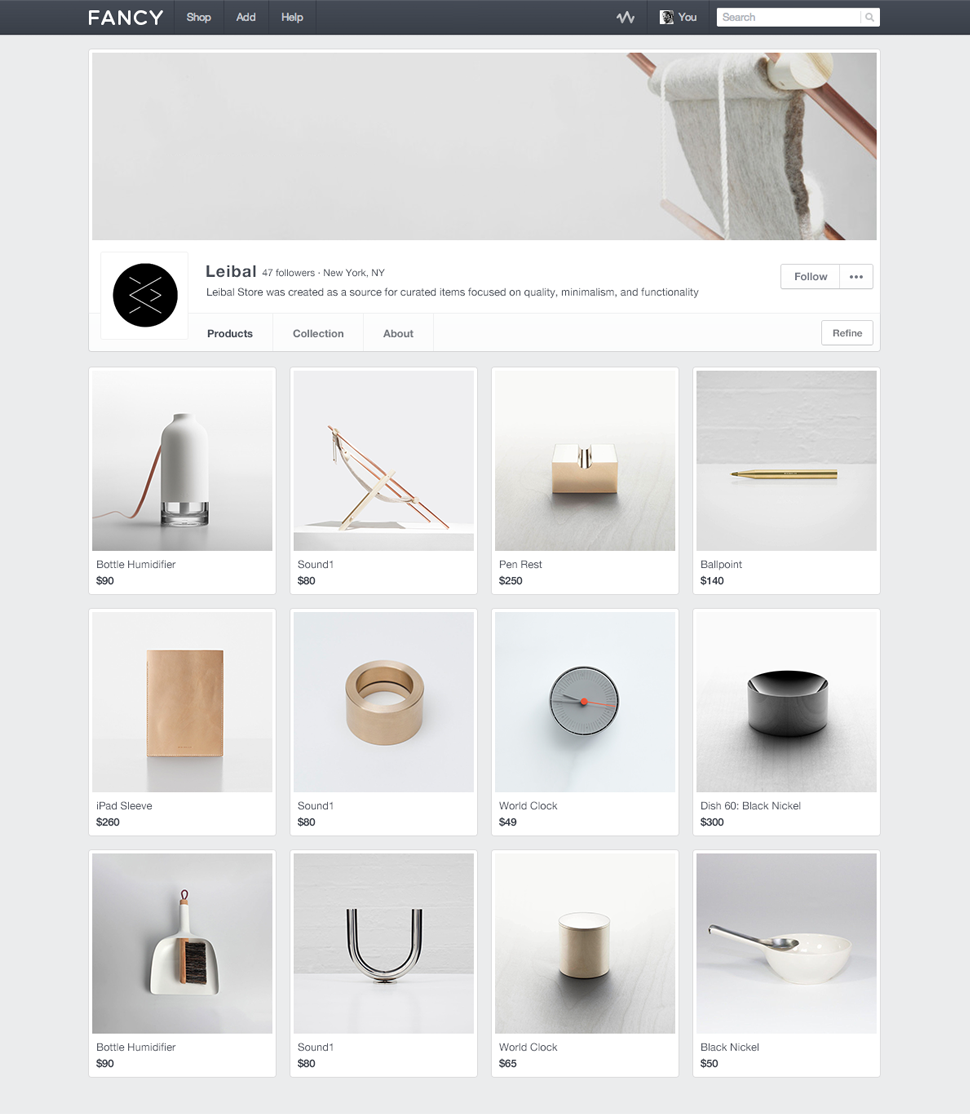 FANCY Shop Add Help You Search
Leibal 47 followers · New York, NY
Leibal Store was created as a source for curated items focused on quality, minimalism, and functionality
Follow
Products Collection About Refine
Bottle Humidifier
$90
Sound1
$80
Pen Rest
$250
Ballpoint
$140
iPad Sleeve
$260
Sound1
$80
World Clock
$49
Dish 60: Black Nickel
$300
Bottle Humidifier
$90
Sound1
$80
World Clock
$65
Black Nickel
$50